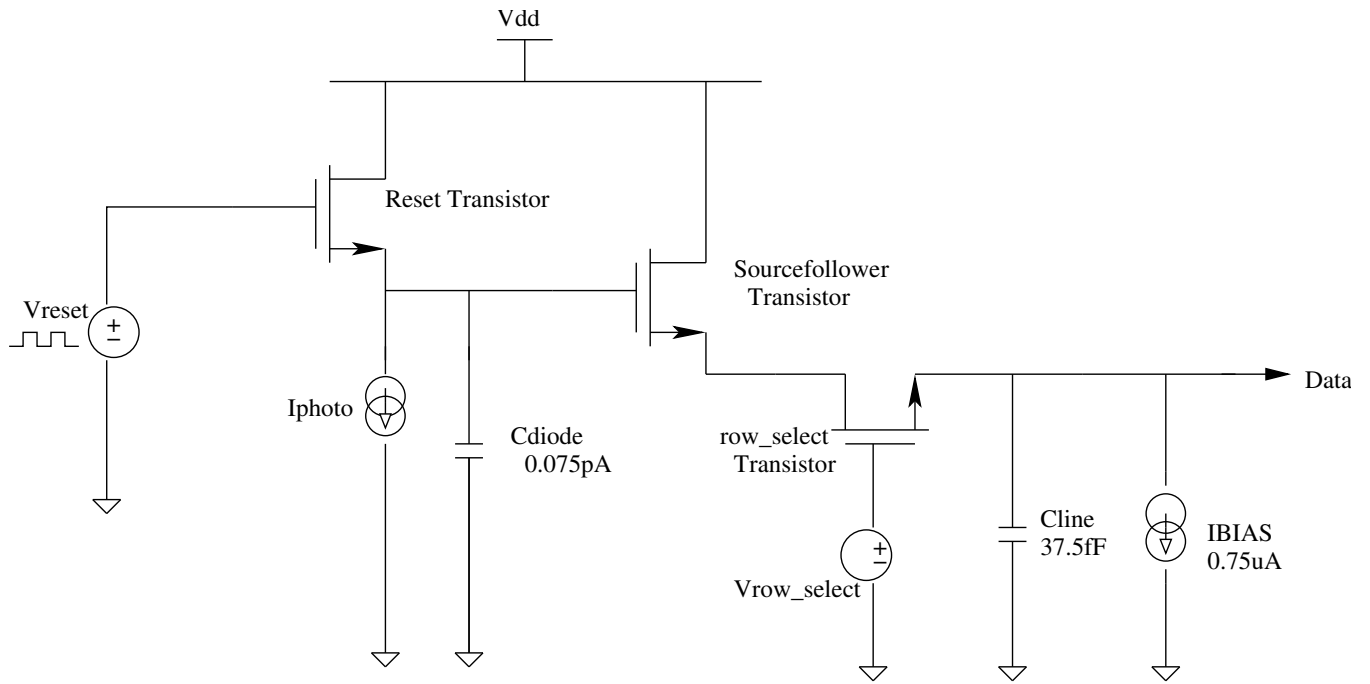 Vdd
Reset Transistor
Sourcefollower
Transistor
Vreset
+
−
Iphoto
Cdiode
0.075pA
row_select
Transistor
Data
Cline
37.5fF
IBIAS
0.75uA
+
−
Vrow_select